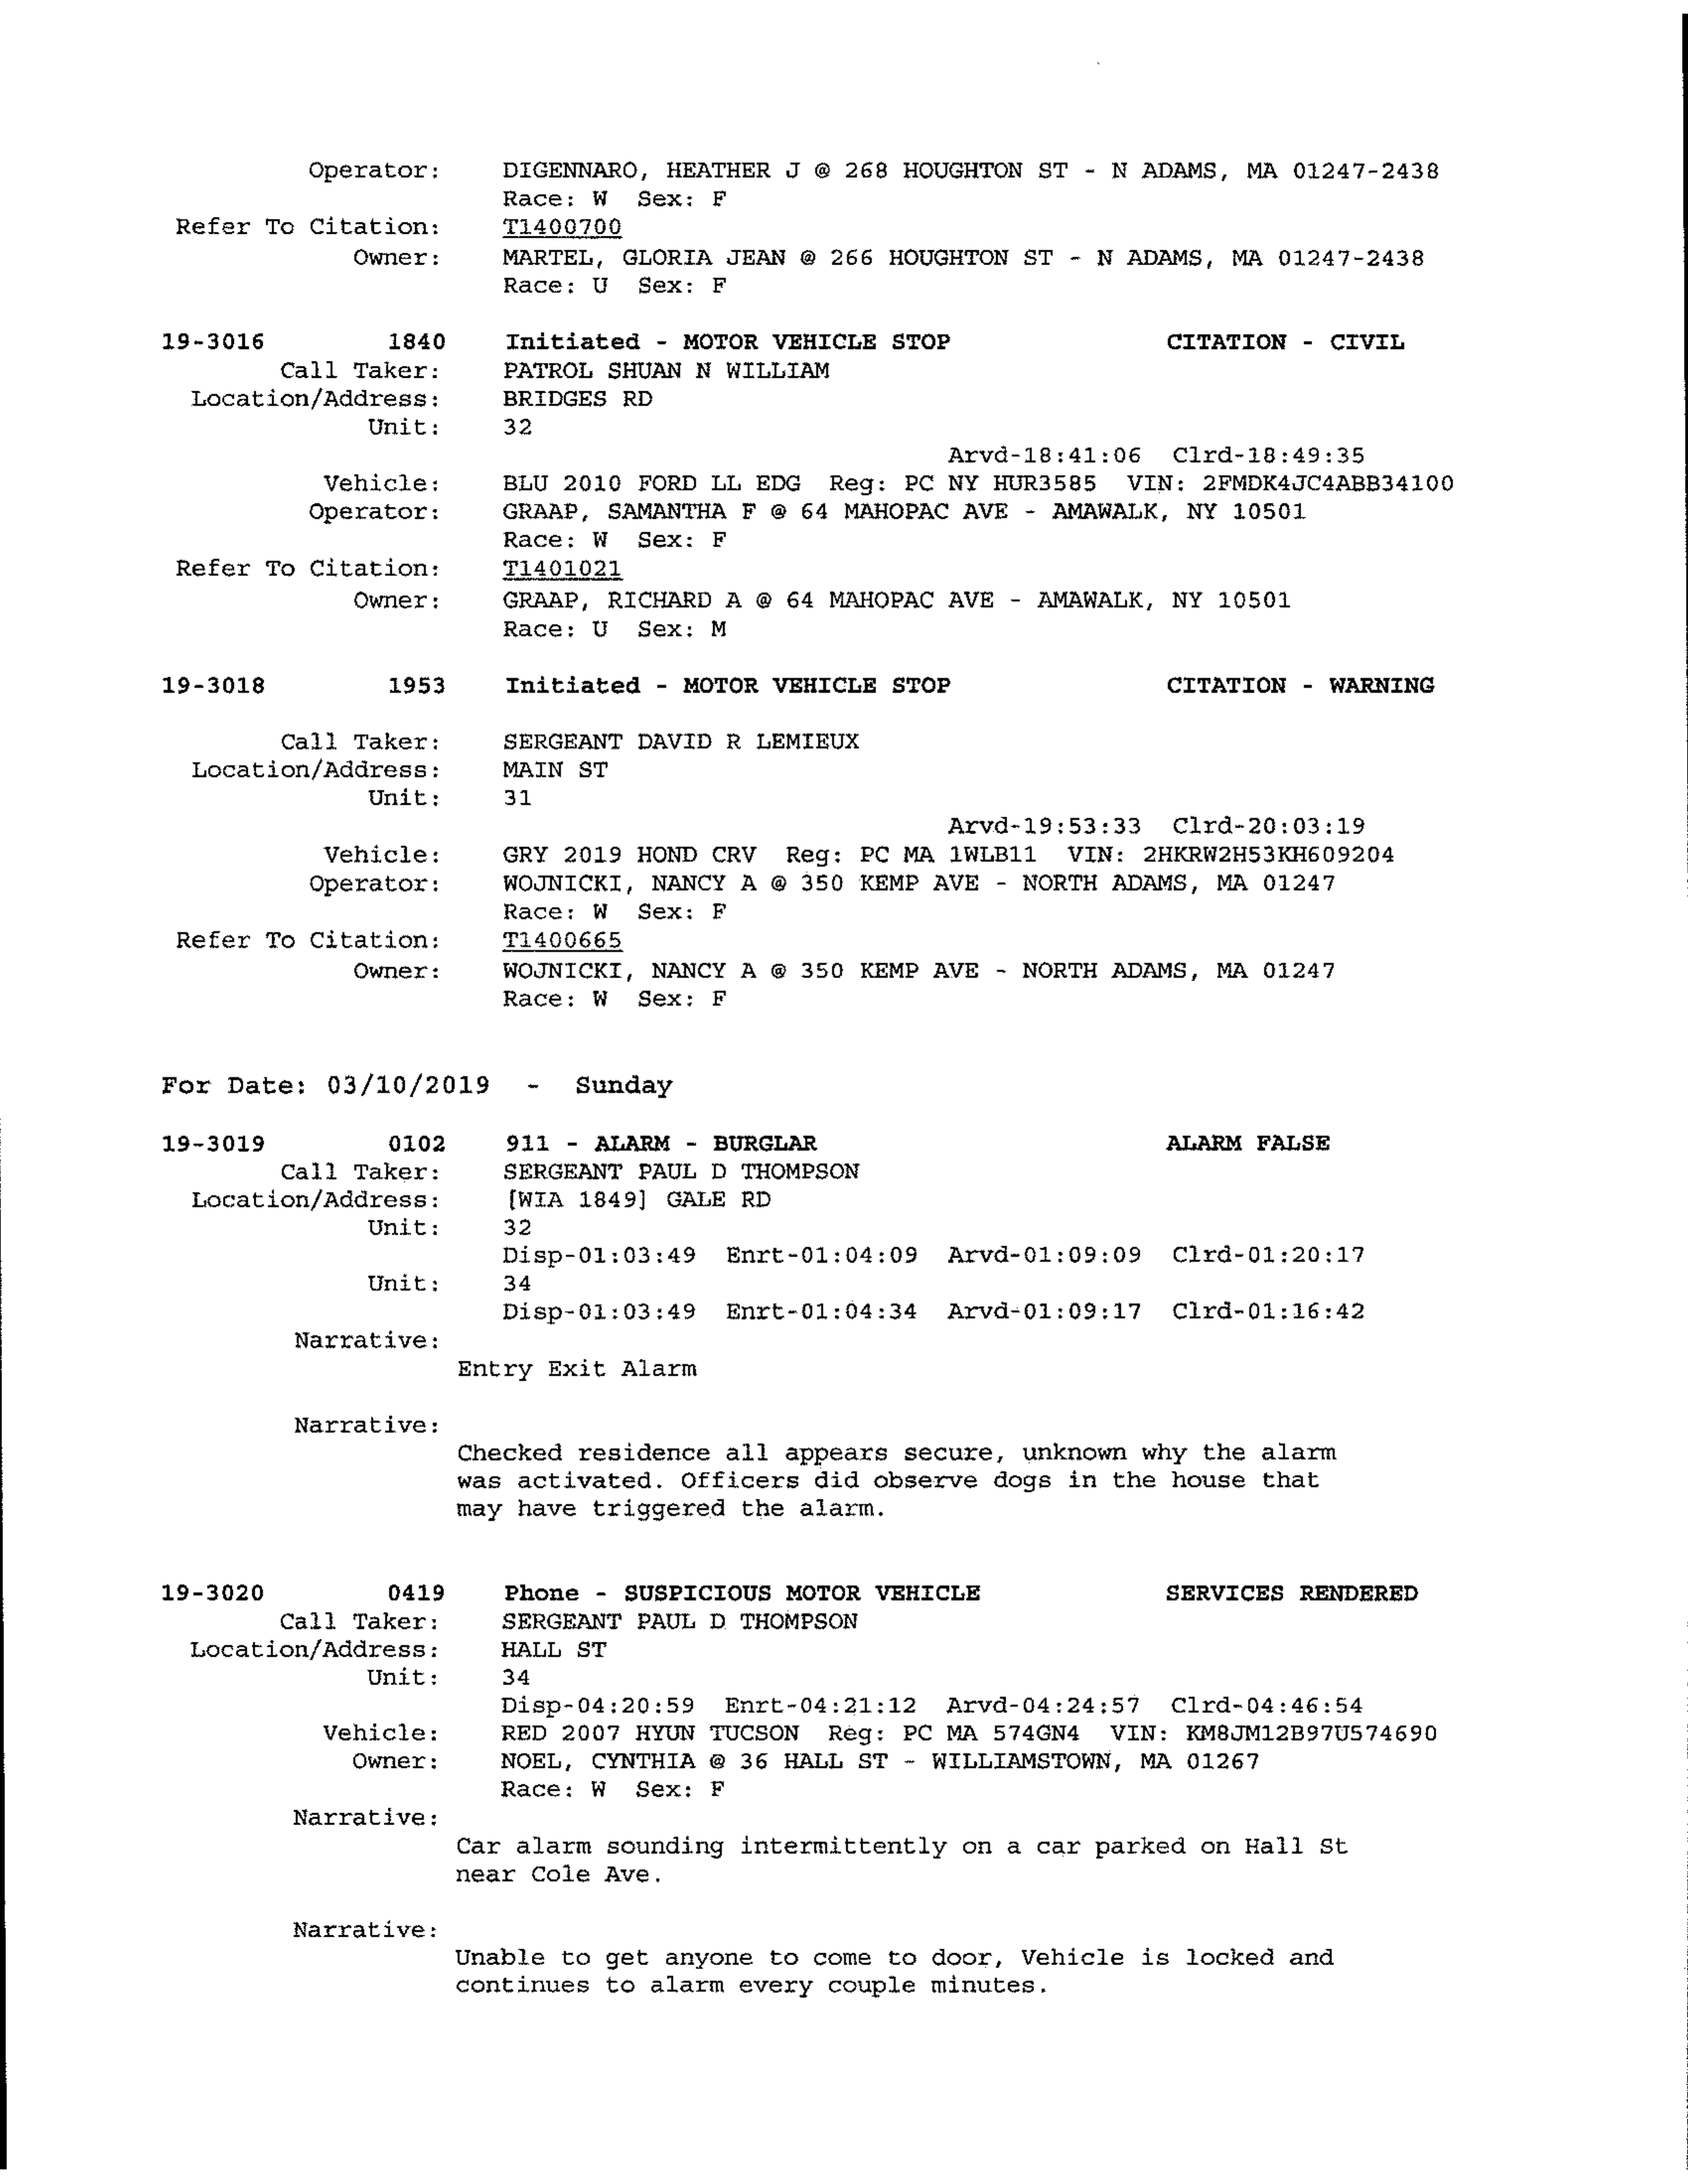 Operator: DIGENNARO, HEATHER J @ 268 HOUGHTON ST - N ADAMS, MA 01247-2438
Race: W Sex: F
Refer To Citation: T1400700
Owner: MARTEL, GLORIA JEAN @ 266 HOUGHTON ST - N ADAMS, MA 01247-2438
Race: U Sex: F
19-3016 1840 Initiated - MOTOR VEHICLE STOP CITATION - CIVIL
Call Taker: PATROL SHUAN N WILLIAM
Location/Address: BRIDGES RD
Unit: 32
Arvd-18:41:06 Clrd-18:49:35
Vehicle: BLU 2010 FORD LL EDG Reg: PC NY HUR3585 VIN: 2FMDK4JC4ABB34100
Operator: GRAAP, SAMANTHA F @ 64 MAHOPAC AVE - AMAWALK, NY 10501
Race: W Sex: F
Refer To Citation: T1401021
Owner: GRAAP, RICHARD A @ 64 MAHOPAC AVE - AMAWALK, NY 10501
Race: U Sex: M
19-3018 1953 Initiated - MOTOR VEHICLE STOP CITATION - WARNING
Call Taker: SERGEANT DAVID R LEMIEUX
Location/Address: MAIN ST
Unit: 31
Arvd-19:53:33 Clrd-20:03:19
Vehicle: GRY 2019 HOND CRV Reg: PC MA 1WLB11 VIN: 2HKRW2H53KH609204
Operator: WOJNICKI, NANCY A @ 350 KEMP AVE - NORTH ADAMS, MA 01247
Race: W Sex: F
Refer To Citation: T1400665
Owner: WOJNICKI, NANCY A @ 350 KEMP AVE - NORTH ADAMS, MA 01247
Race: W Sex: F
For Date: 03/10/2019 - Sunday
19-3019 0102 911 - ALARM - BURGLAR ALARM FALSE
Call Taker: SERGEANT PAUL D THOMPSON
Location/Address: [WIA 1849] GALE RD
Unit: 32
Disp-01:03:49 Enrt-01:04:09 Arvd-01:09:09 Clrd-01:20:17
Unit: 34
Disp-01:03:49 Enrt-01:04:34 Arvd-01:09:17 Clrd-01:16:42
Narrative:
Entry Exit Alarm
Narrative:
Checked residence all appears secure, unknown why the alarm
was activated. Officers did observe dogs in the house that
may have triggered the alarm.
19-3020 0419 Phone - SUSPICIOUS MOTOR VEHICLE SERVICES RENDERED
Call Taker: SERGEANT PAUL D THOMPSON
Location/Address: HALL ST
Unit: 34
Disp-04:20:59 Enrt-04:21:12 Arvd-04:24:57 Clrd-04:46:54
Vehicle: RED 2007 HYUN TUCSON Reg: PC MA 574GN4 VIN: KM8JM12B97U574690
Owner: NOEL, CYNTHIA @ 36 HALL ST - WILLIAMSTOWN, MA 01267
Race: W Sex: F
Narrative:
Car alarm sounding intermittently on a car parked on Hall St
near Cole Ave.
Narrative:
Unable to get anyone to come to door, Vehicle is locked and
continues to alarm every couple minutes.